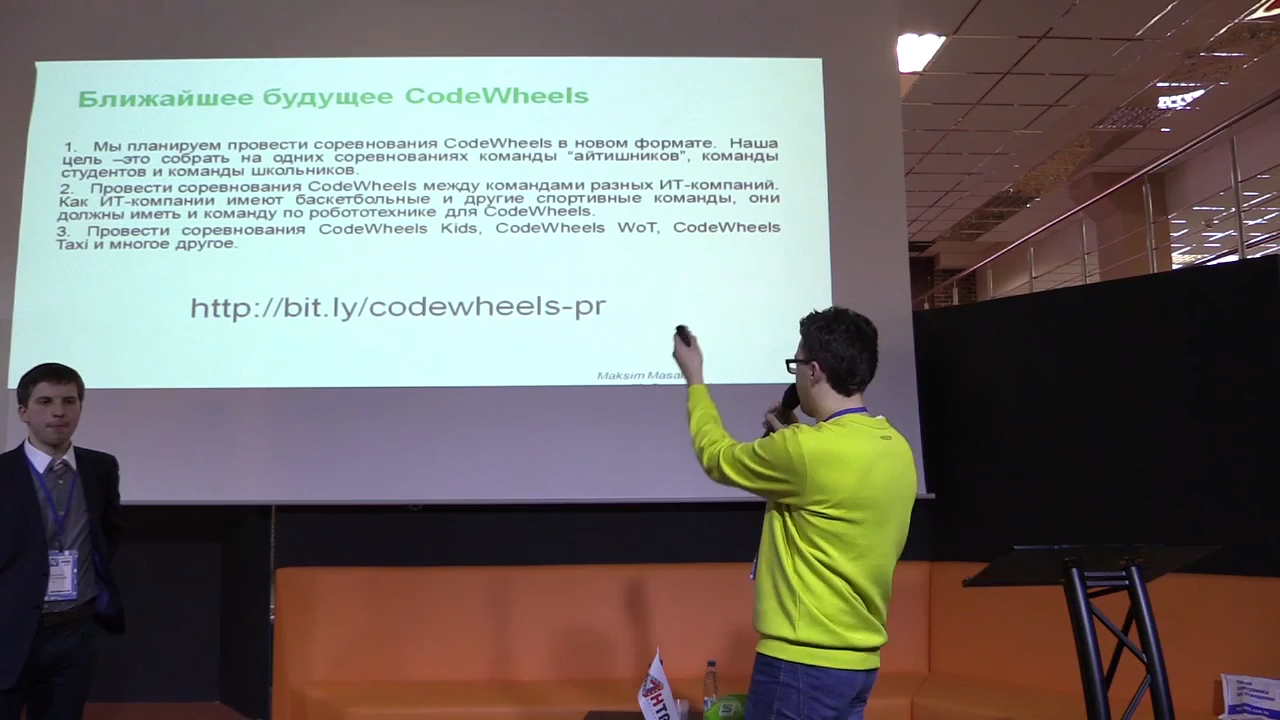 Ближайшее будущее CodeWheels
1. Мы планируем провести соревнования CodeWheels в новом формате. Наша
цель –это собрать на одних соревнованиях команды “айтишников”, команды
студентов и команды школьников.
2. Провести соревнования CodeWheels между командами разных ИТ-компаний.
Как ИТ-компании имеют баскетбольные и другие спортивные команды, они
должны иметь и команду по робототехнике для CodeWheels.
3. Провести соревнования CodeWheels Kids, CodeWheels WoT, CodeWheels
Taxi и многое другое.
http://bit.ly/codewheels-pr
Maksim